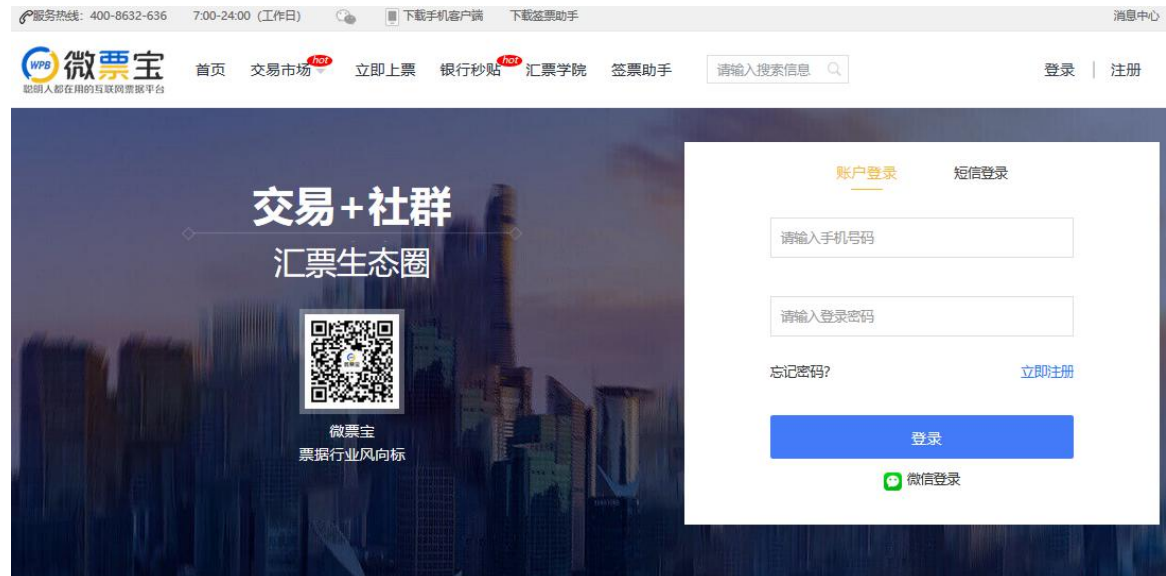 服务热线：400-8632-636 7:00-24:00（工作日） 下载手机客户端 下载签票助手 消息中心
WPB 微票宝
聪明人都在用的互联网票据平台
首页 交易市场 hot 立即上票 银行秒贴 hot 汇票学院 签票助手 请输入搜索信息 登录 | 注册
交易+社群
汇票生态圈
微票宝
票据行业风向标
账户登录 短信登录
请输入手机号码
请输入登录密码
忘记密码? 立即注册
登录
微信登录